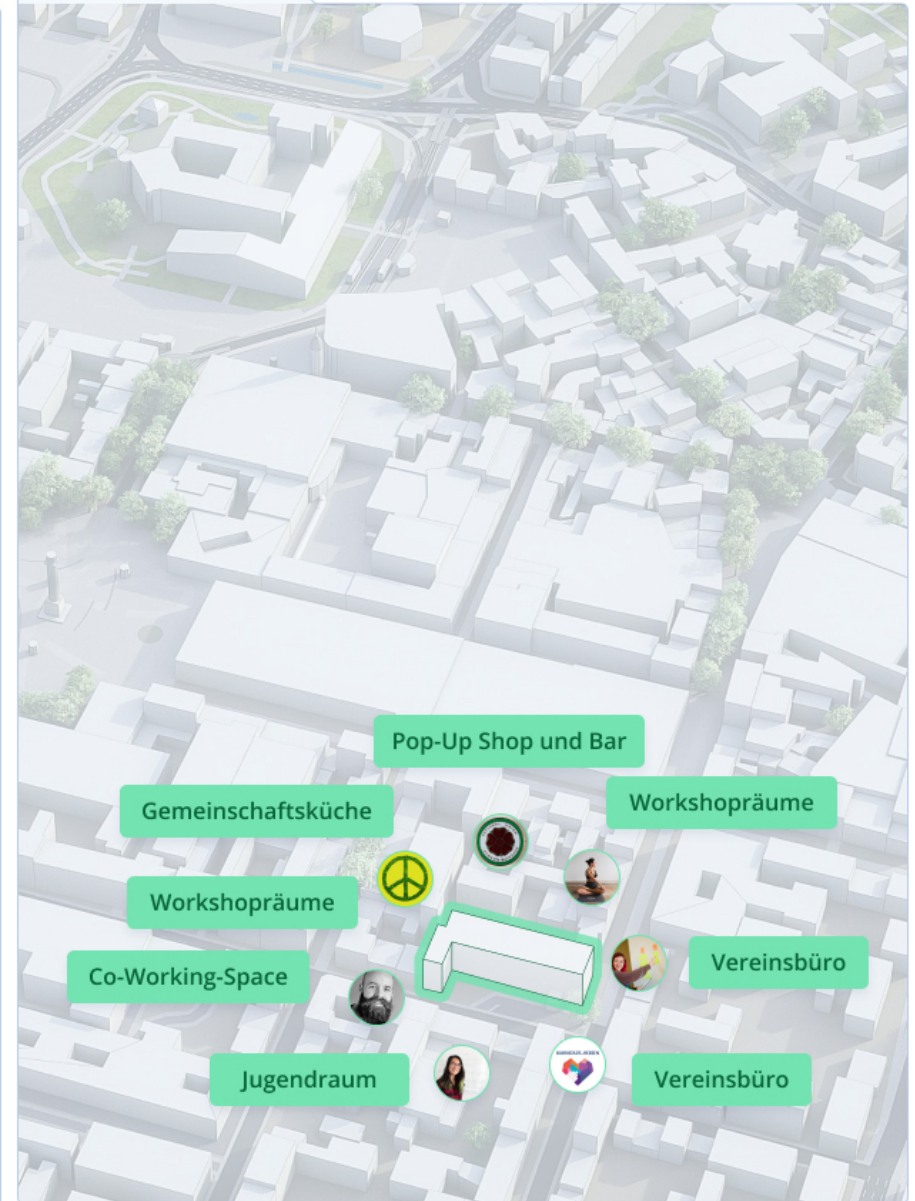 Pop-Up Shop und Bar
Workshopräume
Gemeinschaftsküche
Workshopräume
Vereinsbüro
Co-Working-Space
Jugendraum
Vereinsbüro